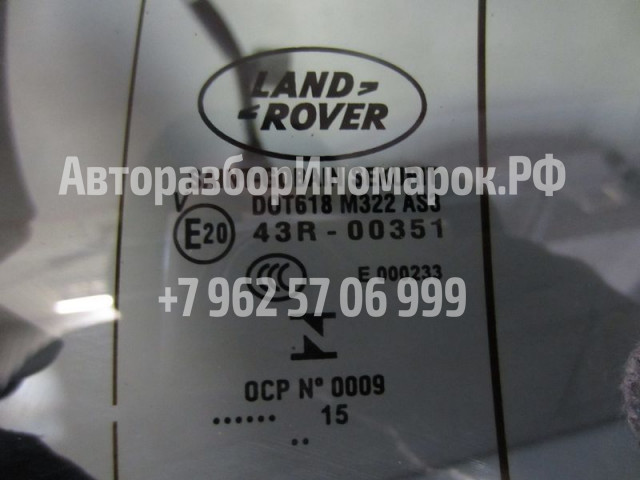 LAND
ROVER
АвторазборИномарок.РФ
V DOT618 M322 AS3
E20 43R-00351
CCC E 000233
+7 962 57 06 999
OCP N° 0009
...... 15
..